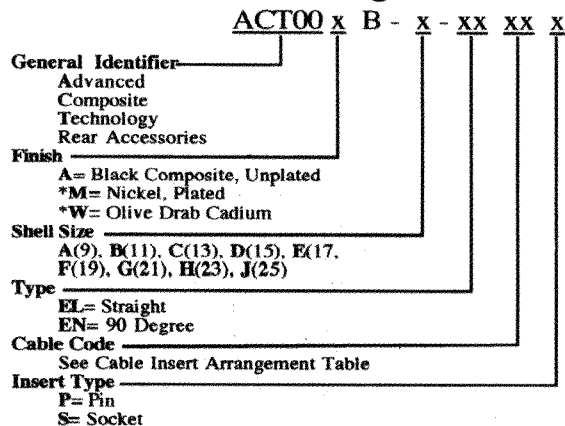 ACT00 x B - x - xx xx x
General Identifier
Advanced
Composite
Technology
Rear Accessories
Finish
A= Black Composite, Unplated
*M= Nickel, Plated
*W= Olive Drab Cadium
Shell Size
A(9), B(11), C(13), D(15), E(17,
F(19), G(21), H(23), J(25)
Type
EL= Straight
EN= 90 Degree
Cable Code
See Cable Insert Arrangement Table
Insert Type
P= Pin
S= Socket